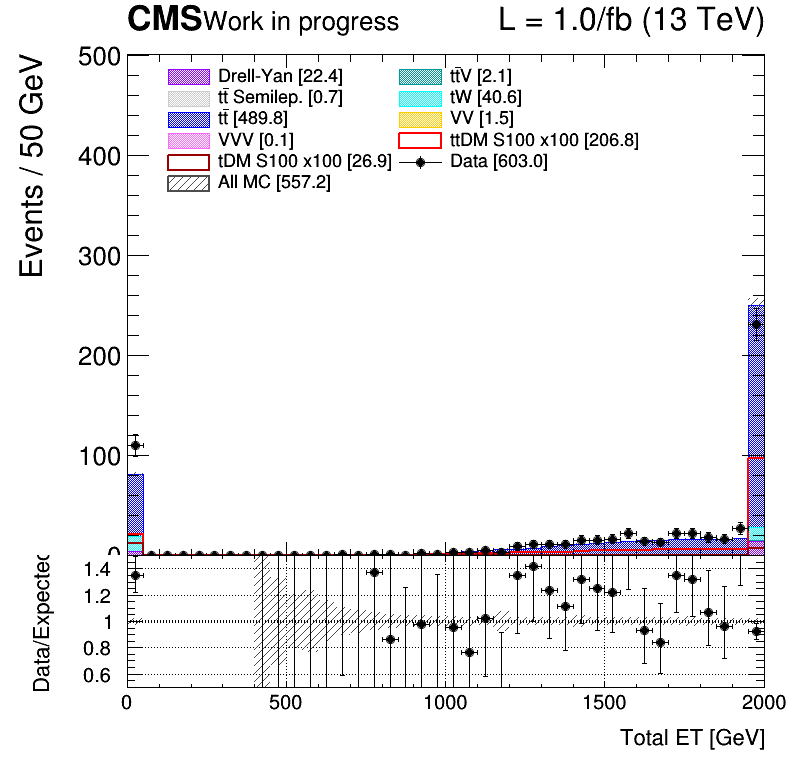 CMS Work in progress L = 1.0/fb (13 TeV)
Events / 50 GeV
500
400
300
200
100
0
Drell-Yan [22.4] tt̄V [2.1]
tt̄ Semilep. [0.7] tW [40.6]
tt̄ [489.8] VV [1.5]
VVV [0.1] ttDM S100 x100 [206.8]
tDM S100 x100 [26.9] Data [603.0]
All MC [557.2]
Data/Expected
1.4
1.2
1
0.8
0.6
0 500 1000 1500 2000
Total ET [GeV]